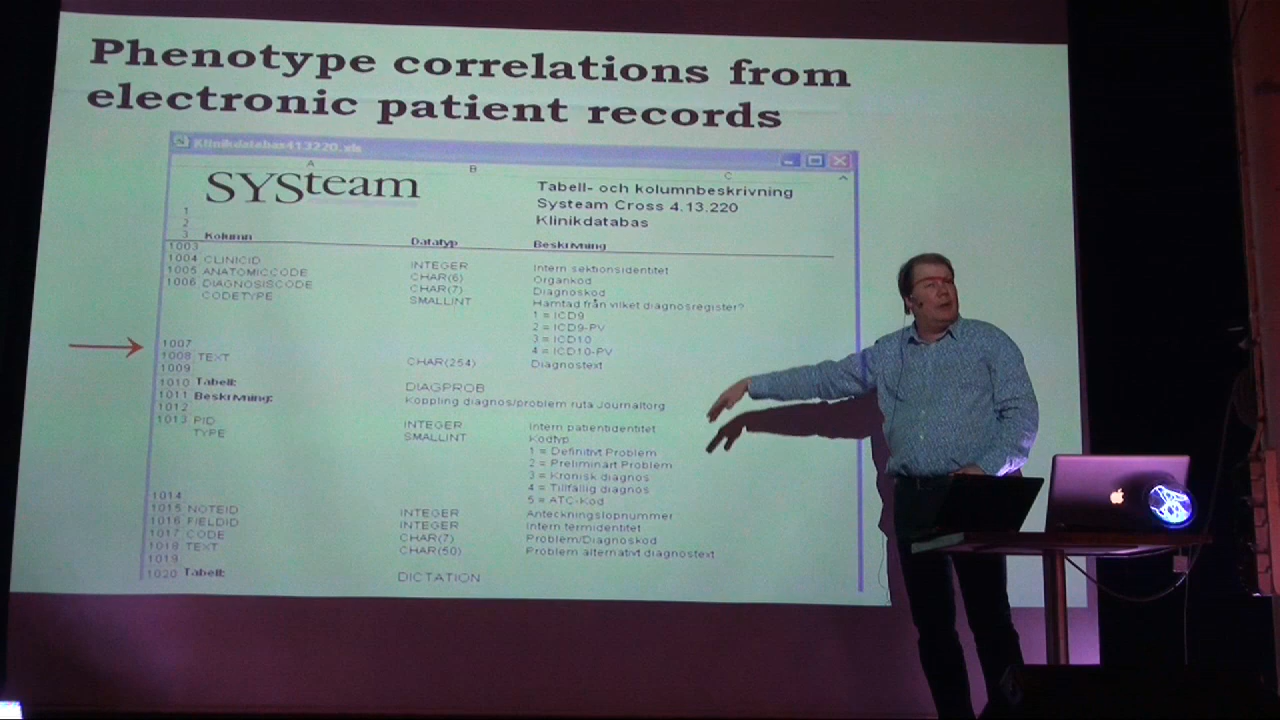 Phenotype correlations from
electronic patient records
Klinikdatabas413220.xls
A B C
SYSteam
Tabell- och kolumnbeskrivning
Systeam Cross 4.13.220
Klinikdatabas
1
2
3 Kolumn Datatyp Beskrivning
1003
1004 CLINICID INTEGER Intern sektionsidentitet
1005 ANATOMICCODE CHAR(6) Organkod
1006 DIAGNOSISCODE CHAR(7) Diagnoskod
CODETYPE SMALLINT Hämtad från vilket diagnosregister?
1 = ICD9
2 = ICD9-PV
3 = ICD10
1007 4 = ICD10-PV
1008 TEXT CHAR(254) Diagnostext
1009
1010 Tabell: DIAGPROB
1011 Beskrivning: Koppling diagnos/problem ruta Journaltorg
1012
1013 PID INTEGER Intern patientidentitet
TYPE SMALLINT Kodtyp
1 = Definitivt Problem
2 = Preliminärt Problem
3 = Kronisk diagnos
4 = Tillfällig diagnos
1014 5 = ATC-Kod
1015 NOTEID INTEGER Anteckningslöpnummer
1016 FIELDID INTEGER Intern termidentitet
1017 CODE CHAR(7) Problem/Diagnoskod
1018 TEXT CHAR(50) Problem alternativt diagnostext
1019
1020 Tabell: DICTATION